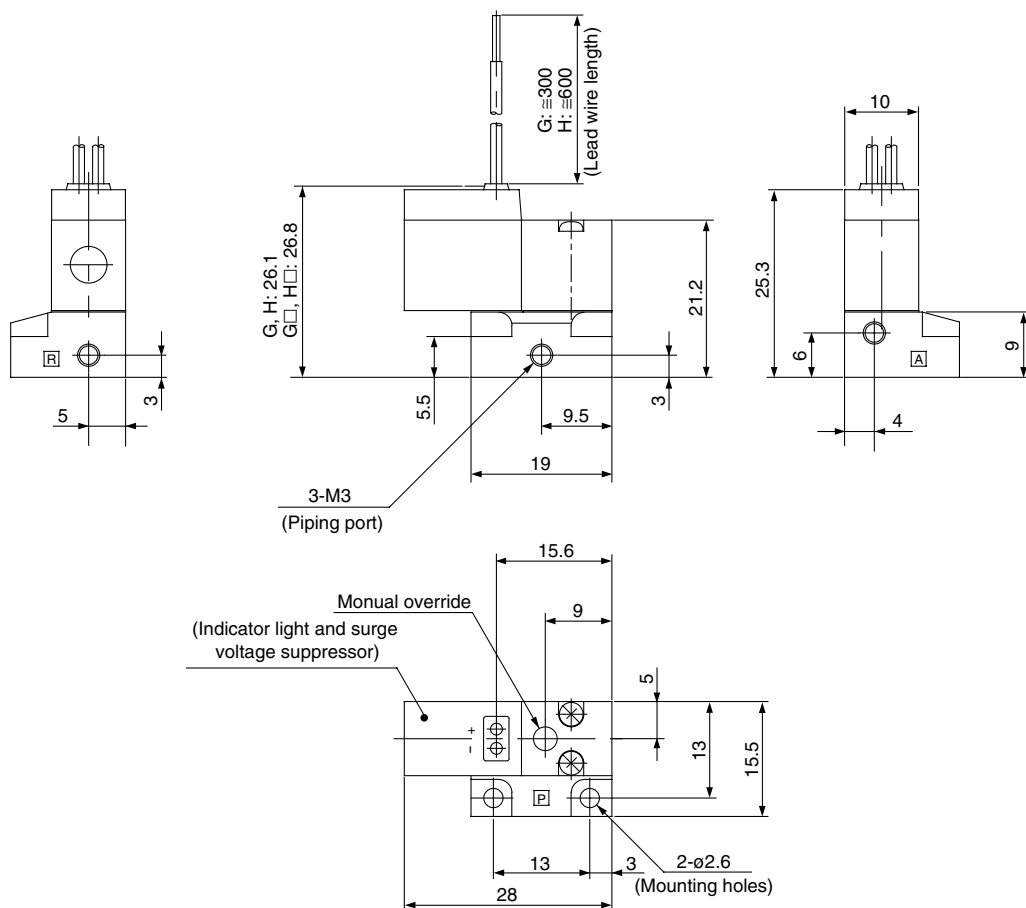 G: ≅300
H: ≅600
(Lead wire length)
10
G, H: 26.1
G□, H□: 26.8
21.2
25.3
R
5
3
5.5
9.5
3
19
6
A
9
4
3-M3
(Piping port)
15.6
Monual override
9
(Indicator light and surge
voltage suppressor)
5
+
-
13
15.5
P
13
3
2-ø2.6
(Mounting holes)
28